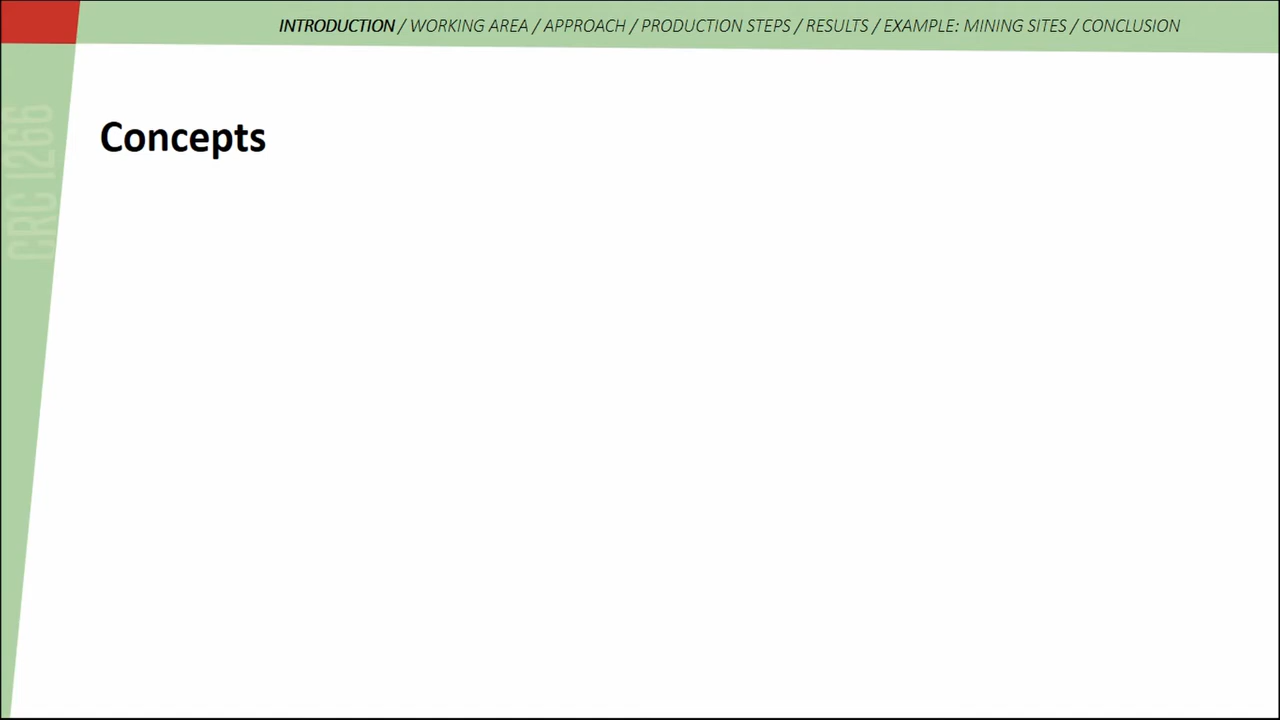 INTRODUCTION / WORKING AREA / APPROACH / PRODUCTION STEPS / RESULTS / EXAMPLE: MINING SITES / CONCLUSION
CRC 1266
Concepts